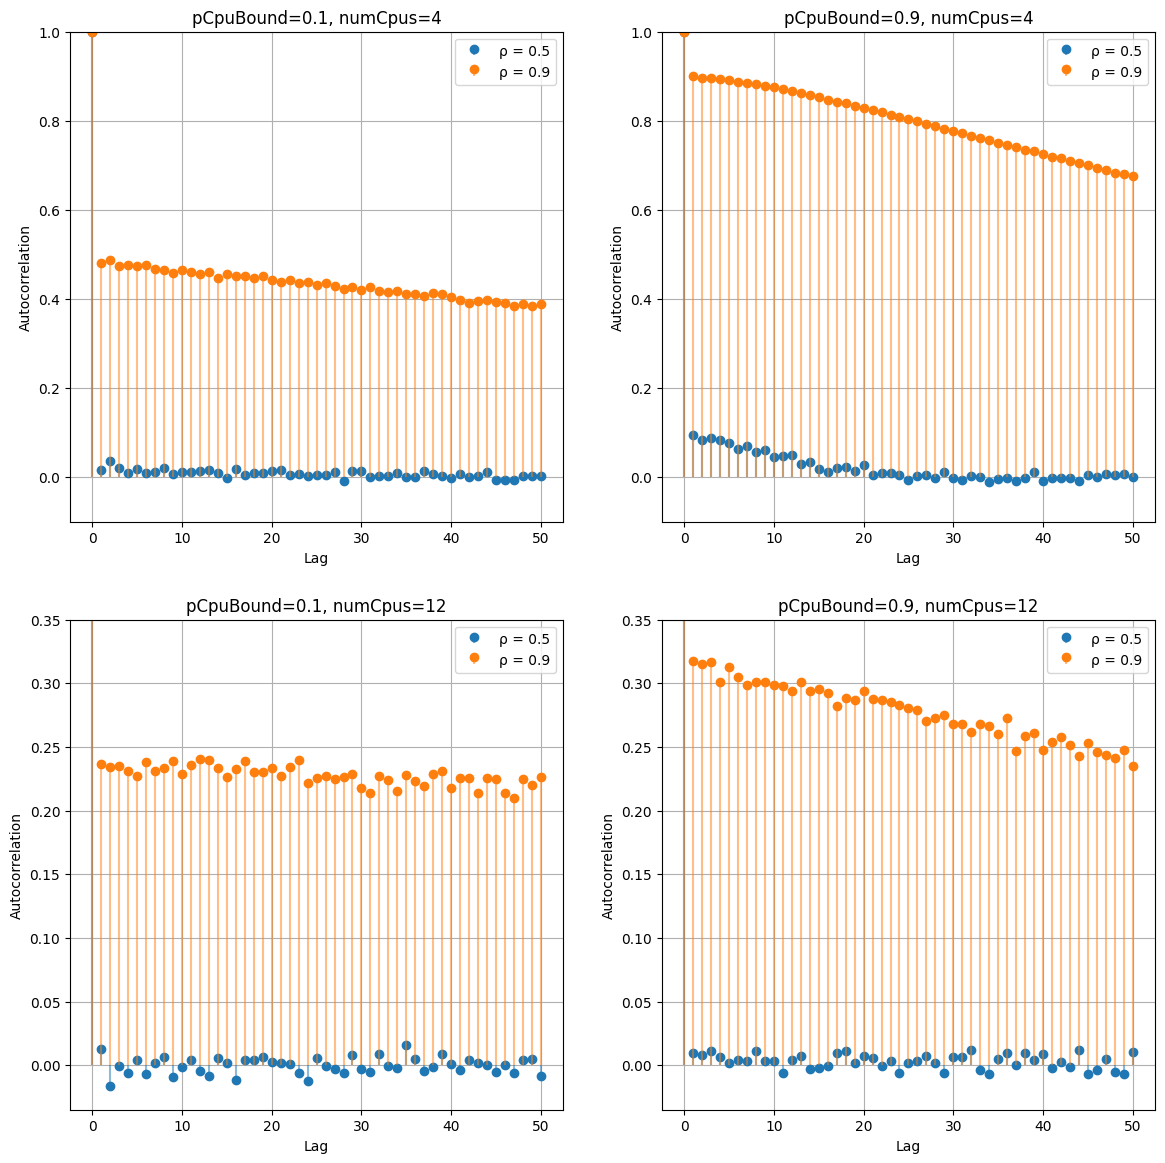 pCpuBound=0.1, numCpus=4
ρ = 0.5
ρ = 0.9
1.0
0.8
0.6
0.4
0.2
0.0
Autocorrelation
0 10 20 30 40 50
Lag
pCpuBound=0.9, numCpus=4
ρ = 0.5
ρ = 0.9
1.0
0.8
0.6
0.4
0.2
0.0
Autocorrelation
0 10 20 30 40 50
Lag
pCpuBound=0.1, numCpus=12
ρ = 0.5
ρ = 0.9
0.35
0.30
0.25
0.20
0.15
0.10
0.05
0.00
Autocorrelation
0 10 20 30 40 50
Lag
pCpuBound=0.9, numCpus=12
ρ = 0.5
ρ = 0.9
0.35
0.30
0.25
0.20
0.15
0.10
0.05
0.00
Autocorrelation
0 10 20 30 40 50
Lag